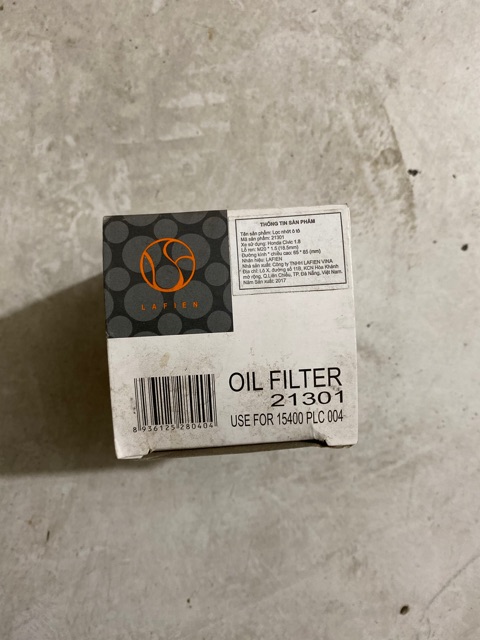 LAFIEN
THÔNG TIN SẢN PHẨM
Tên sản phẩm: Lọc nhớt ô tô
Mã sản phẩm: 21301
Xe sử dụng: Honda Civic 1.8
Lỗ ren: M20 * 1.5 (18.5mm)
Đường kính * chiều cao: 65 * 85 (mm)
Nhãn hiệu: LAFIEN
Nhà sản xuất: Công ty TNHH LAFIEN VINA
Địa chỉ: Lô X, đường số 11B, KCN Hòa Khánh
mở rộng, Q.Liên Chiểu, TP. Đà Nẵng, Việt Nam.
Năm Sản xuất: 2017
OIL FILTER
21301
USE FOR 15400 PLC 004
8 936125 280404